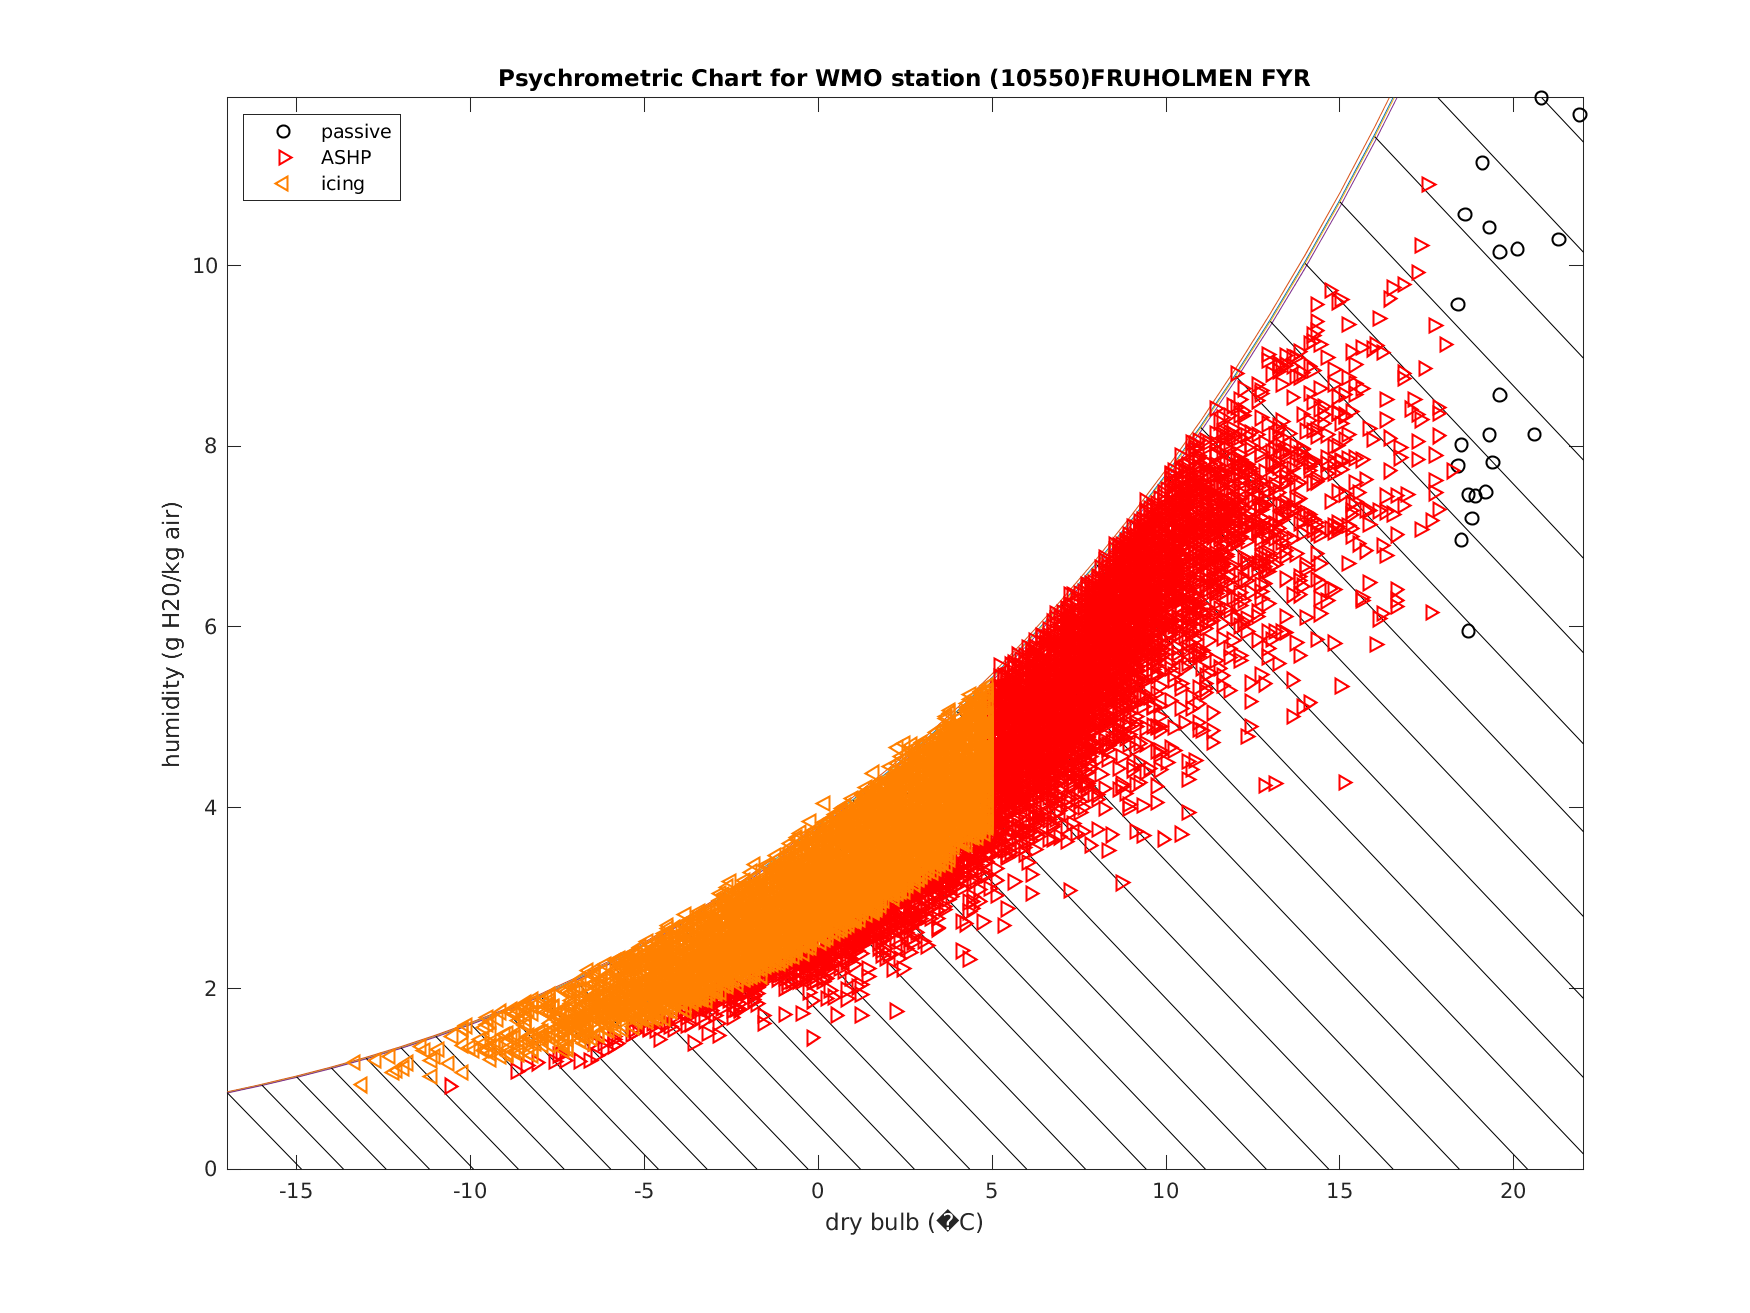 Psychrometric Chart for WMO station (10550)FRUHOLMEN FYR
passive
ASHP
icing
10
8
6
4
2
0
humidity (g H20/kg air)
-15 -10 -5 0 5 10 15 20
dry bulb (�C)